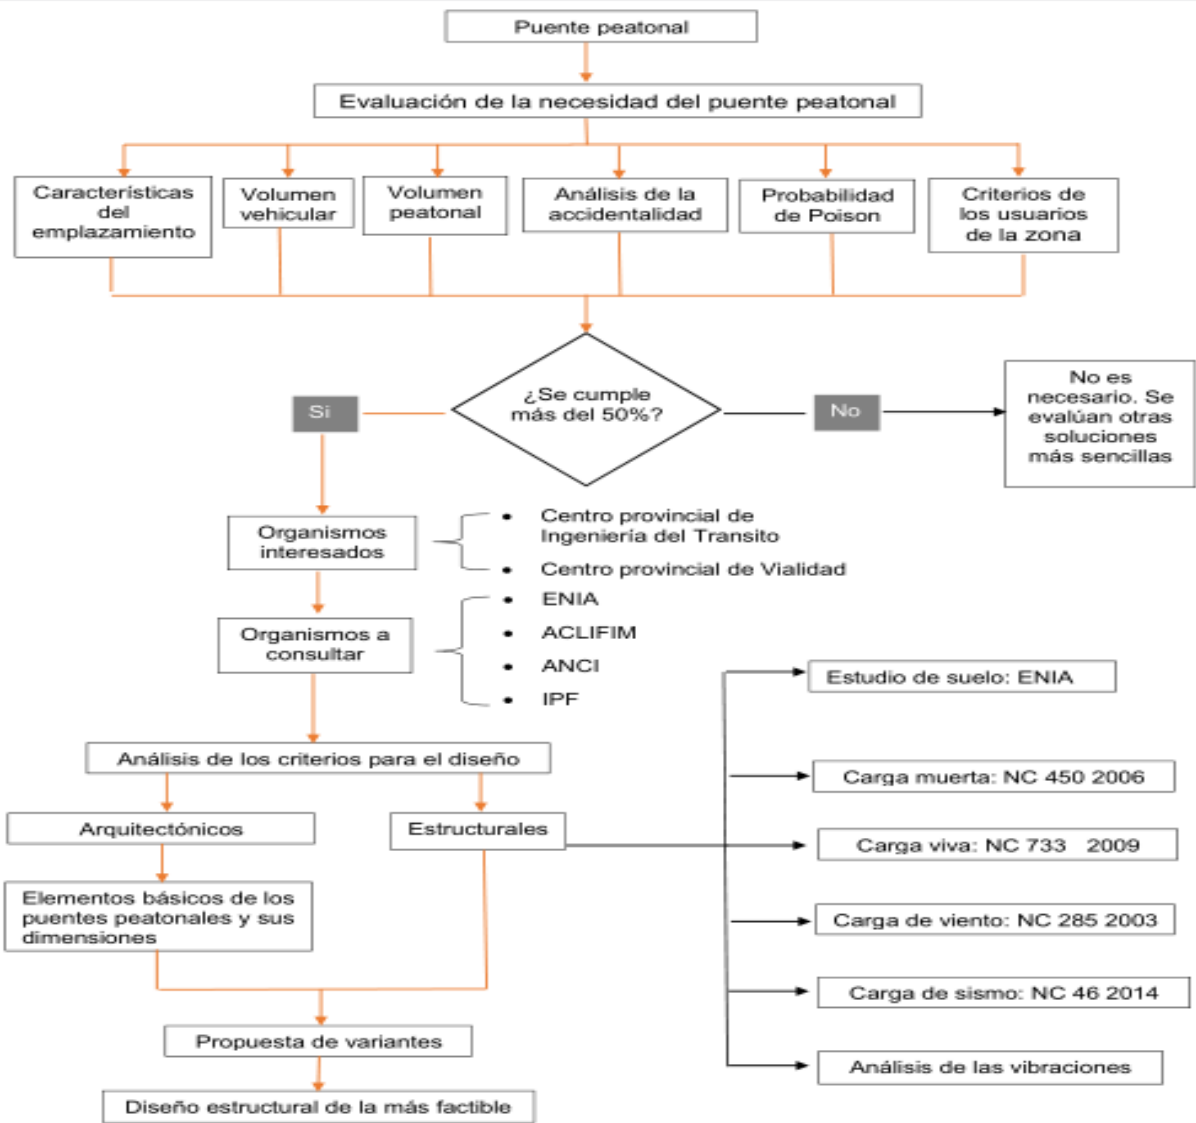 Puente peatonal
Evaluación de la necesidad del puente peatonal
Características
del
emplazamiento
Volumen
vehicular
Volumen
peatonal
Análisis de la
accidentalidad
Probabilidad
de Poison
Criterios de
los usuarios
de la zona
¿Se cumple
más del 50%?
Si
No
No es
necesario. Se
evalúan otras
soluciones
más sencillas
Organismos
interesados
• Centro provincial de
Ingeniería del Transito
• Centro provincial de Vialidad
Organismos a
consultar
• ENIA
• ACLIFIM
• ANCI
• IPF
Análisis de los criterios para el diseño
Arquitectónicos
Estructurales
Elementos básicos de los
puentes peatonales y sus
dimensiones
Estudio de suelo: ENIA
Carga muerta: NC 450 2006
Carga viva: NC 733 2009
Carga de viento: NC 285 2003
Carga de sismo: NC 46 2014
Análisis de las vibraciones
Propuesta de variantes
Diseño estructural de la más factible